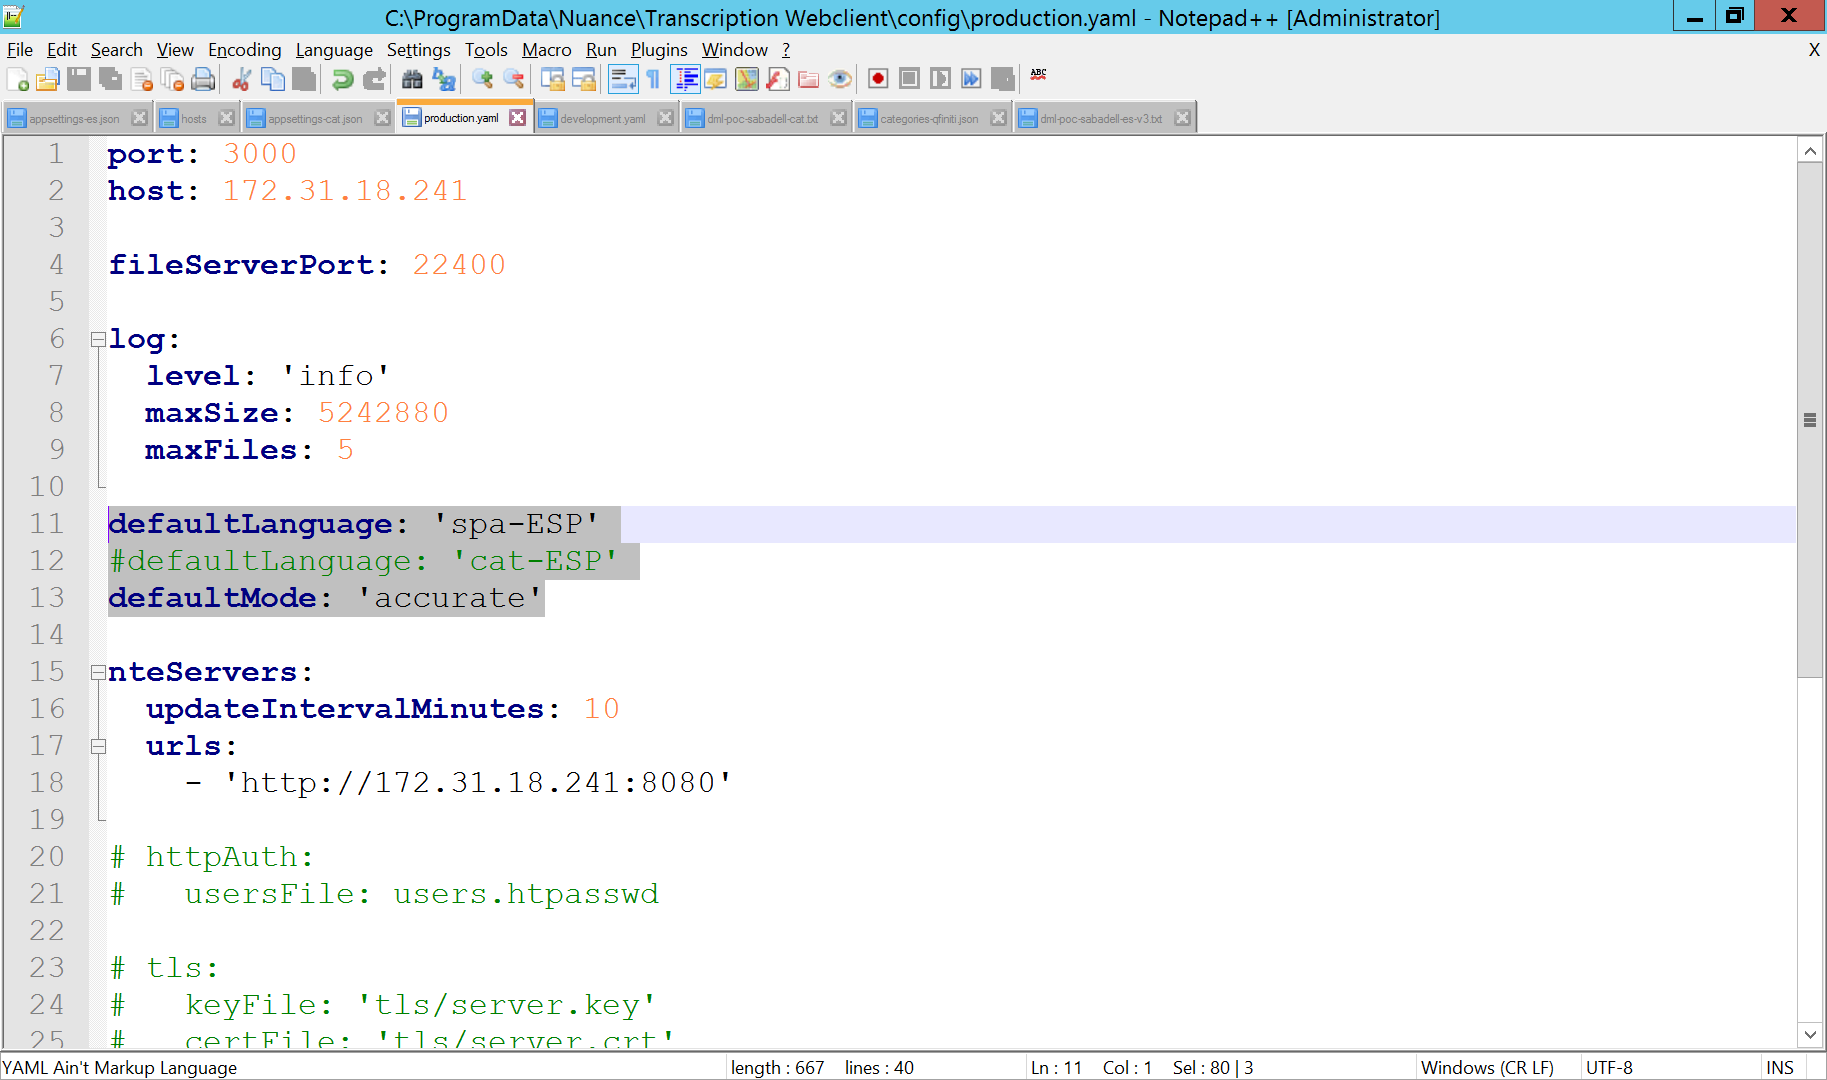 C:\ProgramData\Nuance\Transcription Webclient\config\production.yaml - Notepad++ [Administrator]
File Edit Search View Encoding Language Settings Tools Macro Run Plugins Window ? X
ABC
appsettings-es.json hosts appsettings-cat.json production.yaml development.yaml dml-poc-sabadell-cat.txt categories-qfiniti.json dml-poc-sabadell-es-v3.txt
1 port: 3000
2 host: 172.31.18.241
3
4 fileServerPort: 22400
5
6 log:
7   level: 'info'
8   maxSize: 5242880
9   maxFiles: 5
10
11 defaultLanguage: 'spa-ESP'
12 #defaultLanguage: 'cat-ESP'
13 defaultMode: 'accurate'
14
15 nteServers:
16   updateIntervalMinutes: 10
17   urls:
18     - 'http://172.31.18.241:8080'
19
20 # httpAuth:
21 #   usersFile: users.htpasswd
22
23 # tls:
24 #   keyFile: 'tls/server.key'
25 #   certFile: 'tls/server.crt'
YAML Ain't Markup Language length : 667 lines : 40 Ln : 11 Col : 1 Sel : 80 | 3 Windows (CR LF) UTF-8 INS